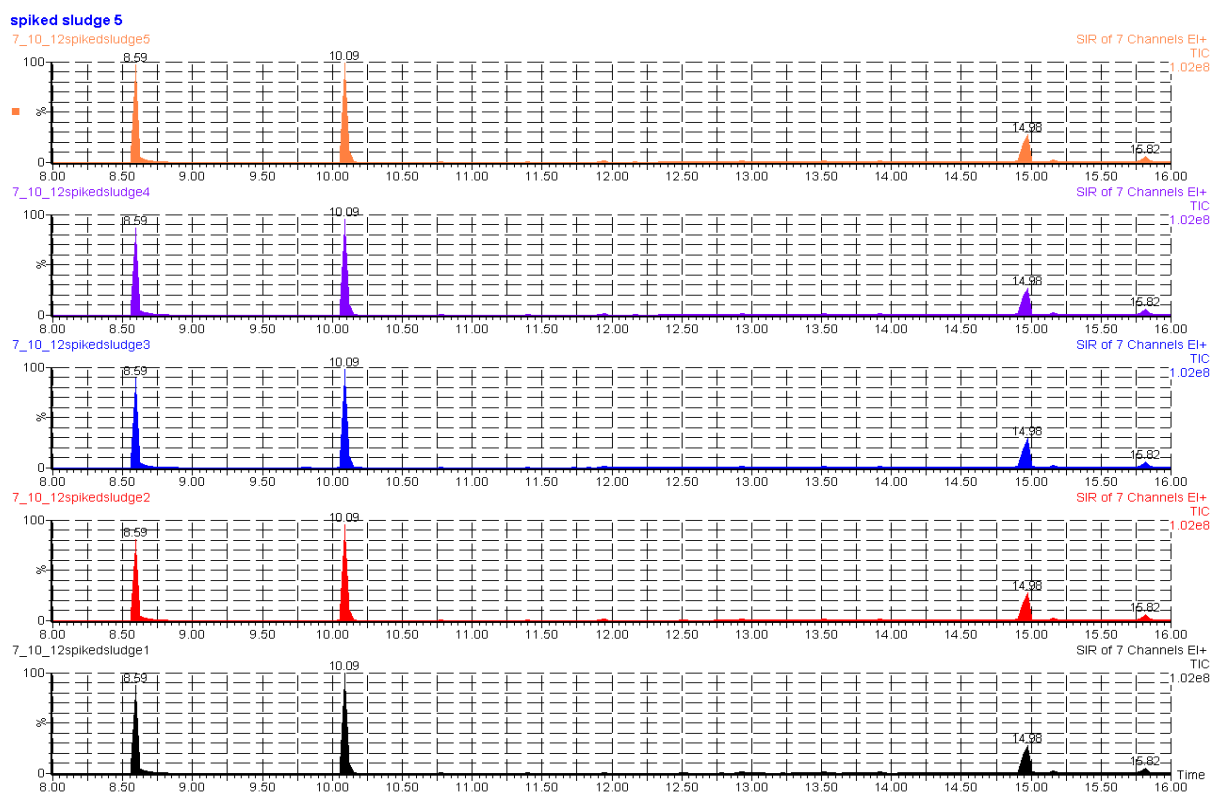 spiked sludge 5
7_10_12spikedsludge5 SIR of 7 Channels EI+
TIC
1.02e8
100
%
0
8.59 10.09 14.98 15.82
8.00 8.50 9.00 9.50 10.00 10.50 11.00 11.50 12.00 12.50 13.00 13.50 14.00 14.50 15.00 15.50 16.00
7_10_12spikedsludge4 SIR of 7 Channels EI+
TIC
1.02e8
100
%
0
8.59 10.09 14.98 15.82
8.00 8.50 9.00 9.50 10.00 10.50 11.00 11.50 12.00 12.50 13.00 13.50 14.00 14.50 15.00 15.50 16.00
7_10_12spikedsludge3 SIR of 7 Channels EI+
TIC
1.02e8
100
%
0
8.59 10.09 14.98 15.82
8.00 8.50 9.00 9.50 10.00 10.50 11.00 11.50 12.00 12.50 13.00 13.50 14.00 14.50 15.00 15.50 16.00
7_10_12spikedsludge2 SIR of 7 Channels EI+
TIC
1.02e8
100
%
0
8.59 10.09 14.98 15.82
8.00 8.50 9.00 9.50 10.00 10.50 11.00 11.50 12.00 12.50 13.00 13.50 14.00 14.50 15.00 15.50 16.00
7_10_12spikedsludge1 SIR of 7 Channels EI+
TIC
1.02e8
100
%
0
8.59 10.09 14.98 15.82
Time
8.00 8.50 9.00 9.50 10.00 10.50 11.00 11.50 12.00 12.50 13.00 13.50 14.00 14.50 15.00 15.50 16.00